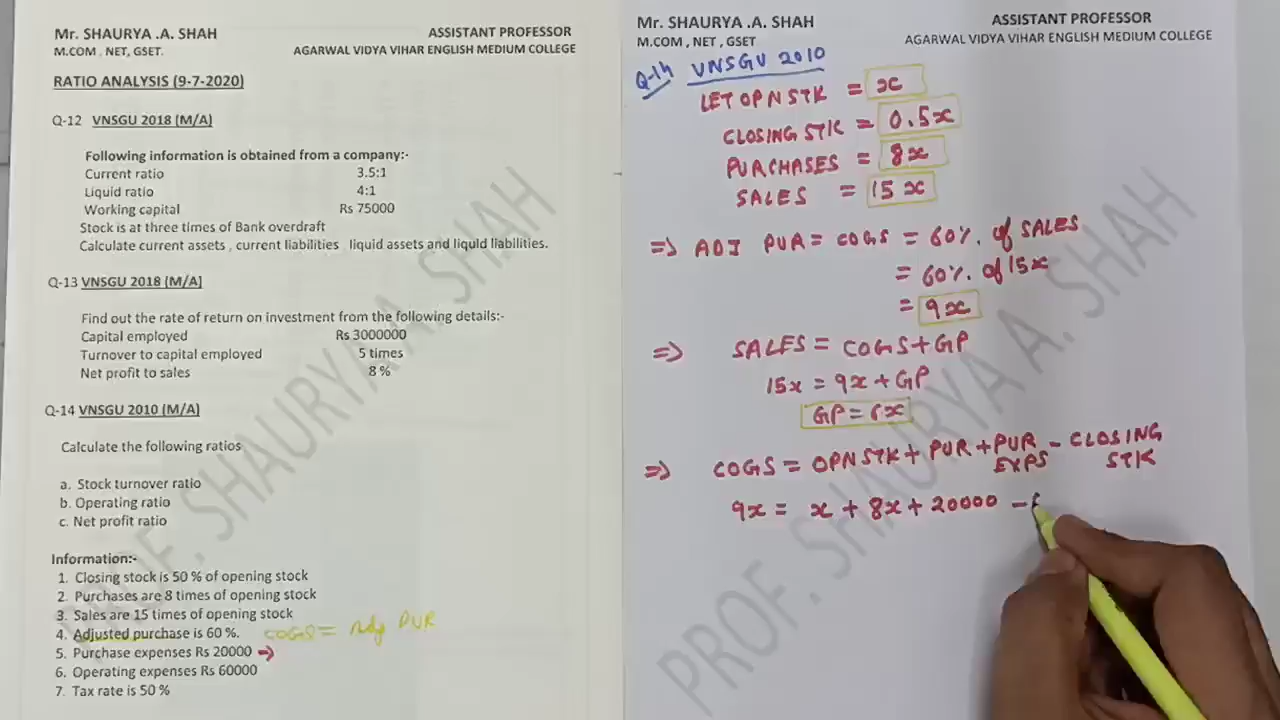 Mr. SHAURYA .A. SHAH ASSISTANT PROFESSOR
M.COM , NET, GSET. AGARWAL VIDYA VIHAR ENGLISH MEDIUM COLLEGE
RATIO ANALYSIS (9-7-2020)
Q-12 VNSGU 2018 (M/A)
Following information is obtained from a company:-
Current ratio 3.5:1
Liquid ratio 4:1
Working capital Rs 75000
Stock is at three times of Bank overdraft
Calculate current assets , current liabilities , liquid assets and liquid liabilities.
Q-13 VNSGU 2018 (M/A)
Find out the rate of return on investment from the following details:-
Capital employed Rs 3000000
Turnover to capital employed 5 times
Net profit to sales 8 %
Q-14 VNSGU 2010 (M/A)
Calculate the following ratios
a. Stock turnover ratio
b. Operating ratio
c. Net profit ratio
Information:-
1. Closing stock is 50 % of opening stock
2. Purchases are 8 times of opening stock
3. Sales are 15 times of opening stock
4. Adjusted purchase is 60 %. COGS = Adj PUR
5. Purchase expenses Rs 20000 →
6. Operating expenses Rs 60000
7. Tax rate is 50 %
PROF. SHAURYA A. SHAH
Mr. SHAURYA .A. SHAH ASSISTANT PROFESSOR
M.COM , NET , GSET AGARWAL VIDYA VIHAR ENGLISH MEDIUM COLLEGE
Q-14 VNSGU 2010
LET OPN STK = x
CLOSING STK = 0.5x
PURCHASES = 8x
SALES = 15x
⇒ ADJ PUR = COGS = 60% of SALES
= 60% of 15x
= 9x
⇒ SALES = COGS + GP
15x = 9x + GP
GP = 6x
⇒ COGS = OPN STK + PUR + PUR EXPS - CLOSING STK
9x = x + 8x + 20000 -
PROF. SHAURYA A. SHAH